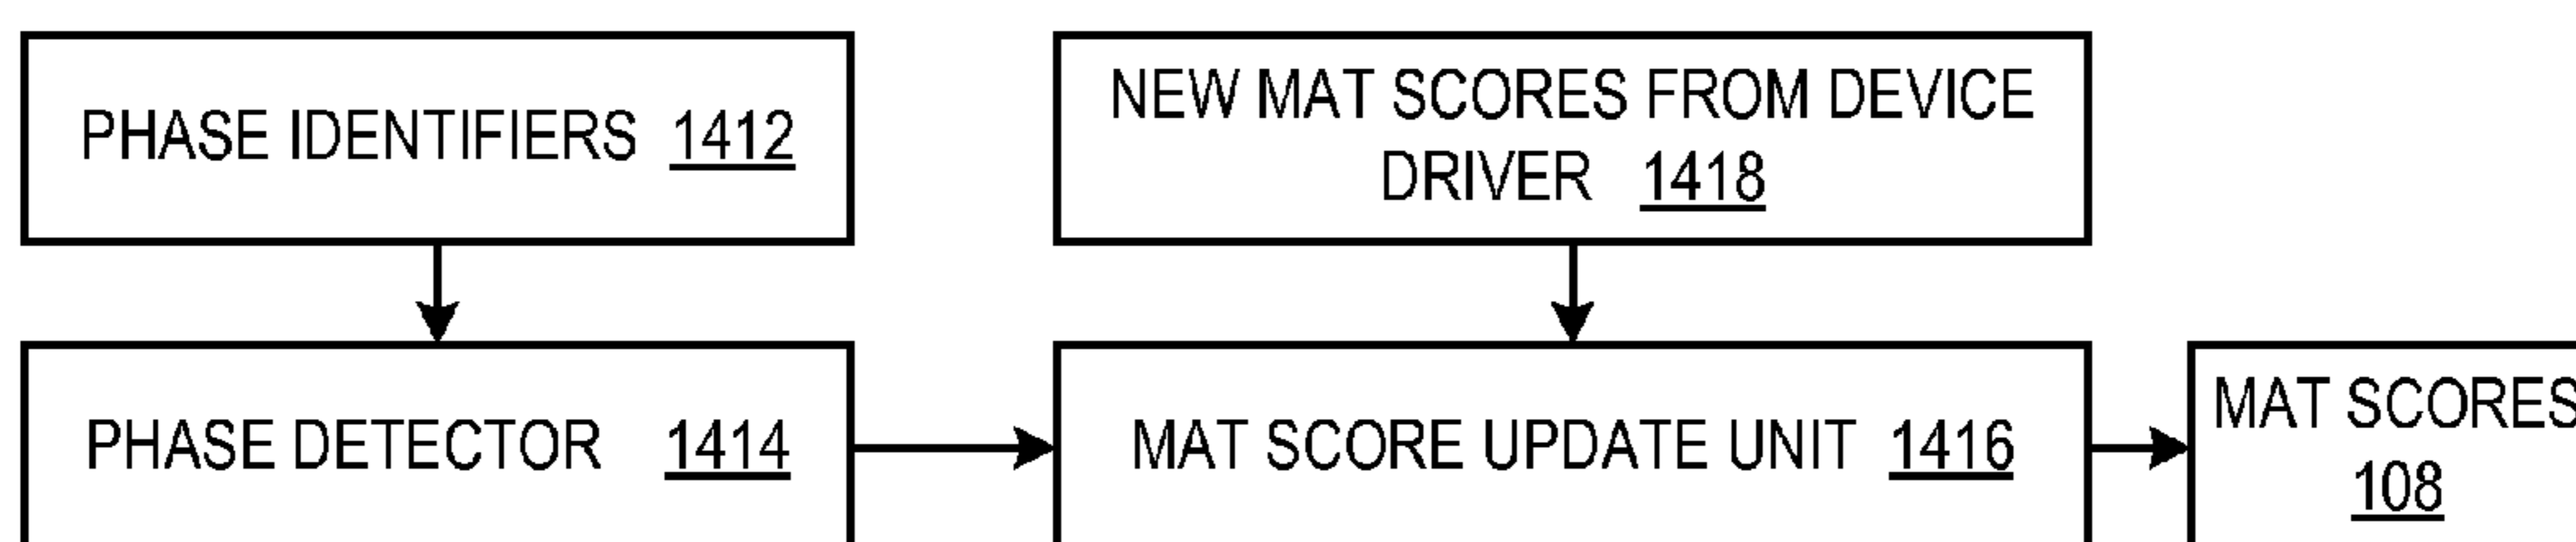 PHASE IDENTIFIERS 1412
NEW MAT SCORES FROM DEVICE
DRIVER 1418
PHASE DETECTOR 1414
MAT SCORE UPDATE UNIT 1416
MAT SCORES
108